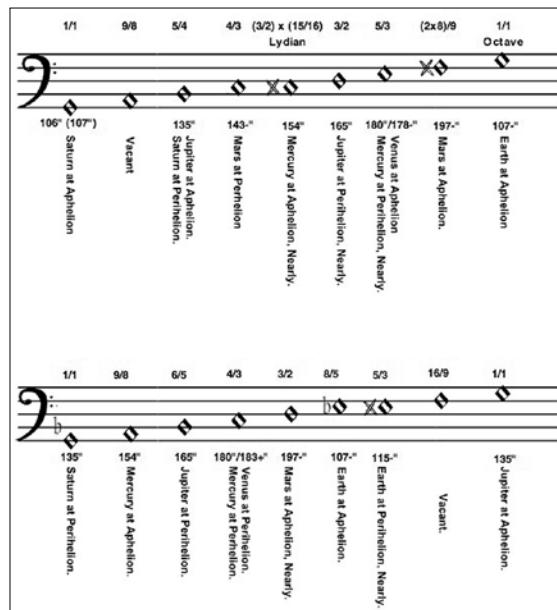 1/1 9/8 5/4 4/3 (3/2) x (15/16) 3/2 5/3 (2x8)/9 1/1
Lydian Octave
106" (107") 135" 143-" 154" 165" 180"/178-" 197-" 107-"
Saturn at Aphelion
Vacant
Jupiter at Aphelion.
Saturn at Perihelion.
Mars at Perhelion
Mercury at Aphelion, Nearly.
Jupiter at Perihelion, Nearly.
Venus at Aphelion
Mercury at Perihelion, Nearly.
Mars at Aphelion.
Earth at Aphelion
1/1 9/8 6/5 4/3 3/2 8/5 5/3 16/9 1/1
135" 154" 165" 180"/183+" 197-" 107-" 115-" 135"
Saturn at Perihelion.
Mercury at Aphelion.
Jupiter at Perihelion.
Venus at Perihelion.
Mercury at Perhelion.
Mars at Aphelion, Nearly.
Earth at Aphelion.
Earth at Perihelion, Nearly.
Vacant.
Jupiter at Aphelion.